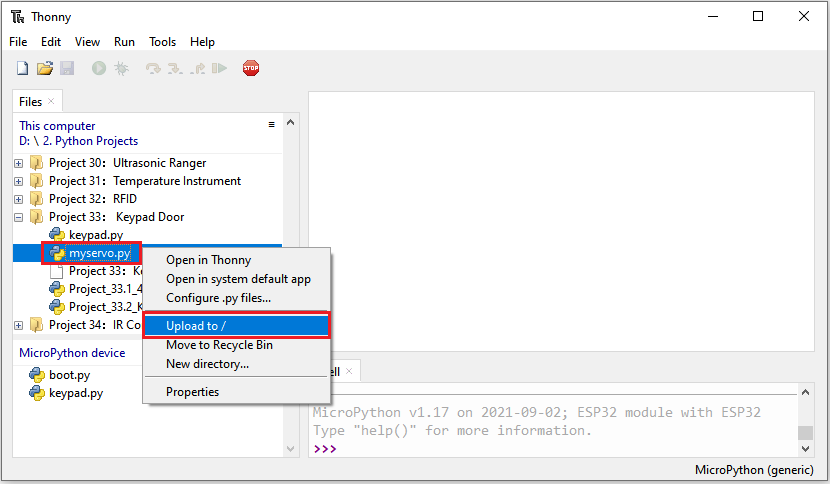 Thonny
File Edit View Run Tools Help
STOP
Files
This computer
D: \ 2. Python Projects
Project 30： Ultrasonic Ranger
Project 31： Temperature Instrument
Project 32： RFID
Project 33： Keypad Door
keypad.py
myservo.py
Project 33：
Project_33.1_4
Project_33.2_K
Project 34： IR Co
Open in Thonny
Open in system default app
Configure .py files...
Upload to /
Move to Recycle Bin
New directory...
Properties
MicroPython device
boot.py
keypad.py
ell
MicroPython v1.17 on 2021-09-02; ESP32 module with ESP32
Type "help()" for more information.
>>>
MicroPython (generic)